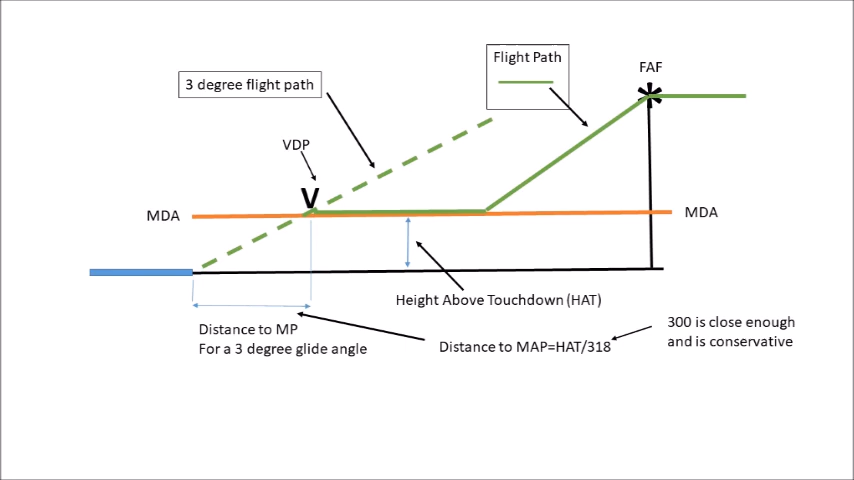 Flight Path
FAF
3 degree flight path
VDP
V
MDA
MDA
Height Above Touchdown (HAT)
Distance to MP
For a 3 degree glide angle
Distance to MAP=HAT/318
300 is close enough
and is conservative